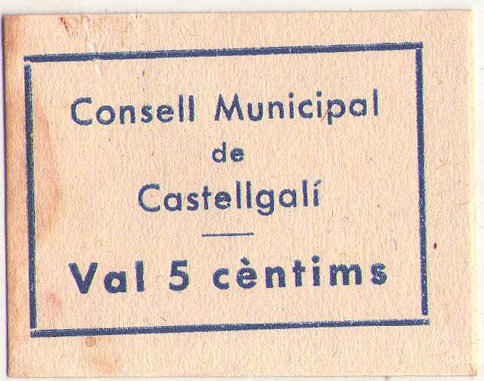 Consell Municipal
de
Castellgalí
Val 5 cèntims